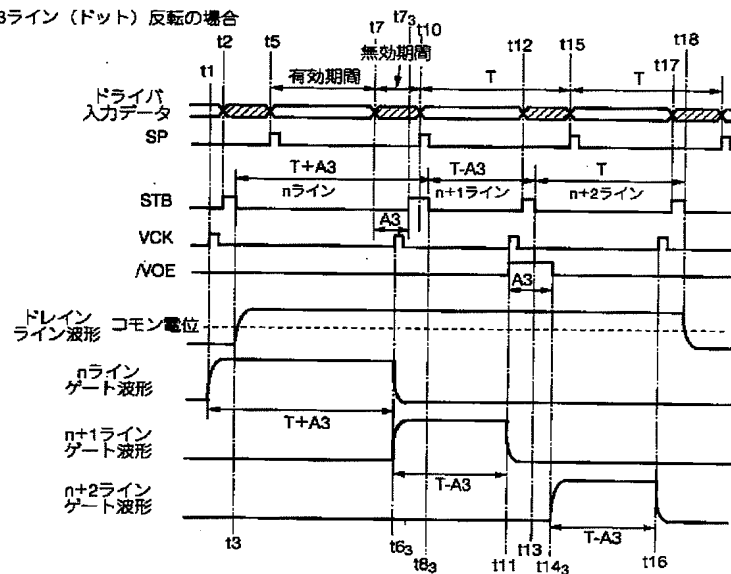 3ライン（ドット）反転の場合
t1
t2
t5
t7
t7₃
t10
t12
t15
t17
t18
有効期間
無効期間
T
T
ドライバ
入力データ
SP
T+A3
T-A3
T
nライン
n+1ライン
n+2ライン
STB
A3
VCK
/VOE
A3
ドレイン
ライン波形
コモン電位
nライン
ゲート波形
T+A3
n+1ライン
ゲート波形
T-A3
n+2ライン
ゲート波形
T-A3
t3
t6₃
t8₃
t11
t13
t14₃
t16